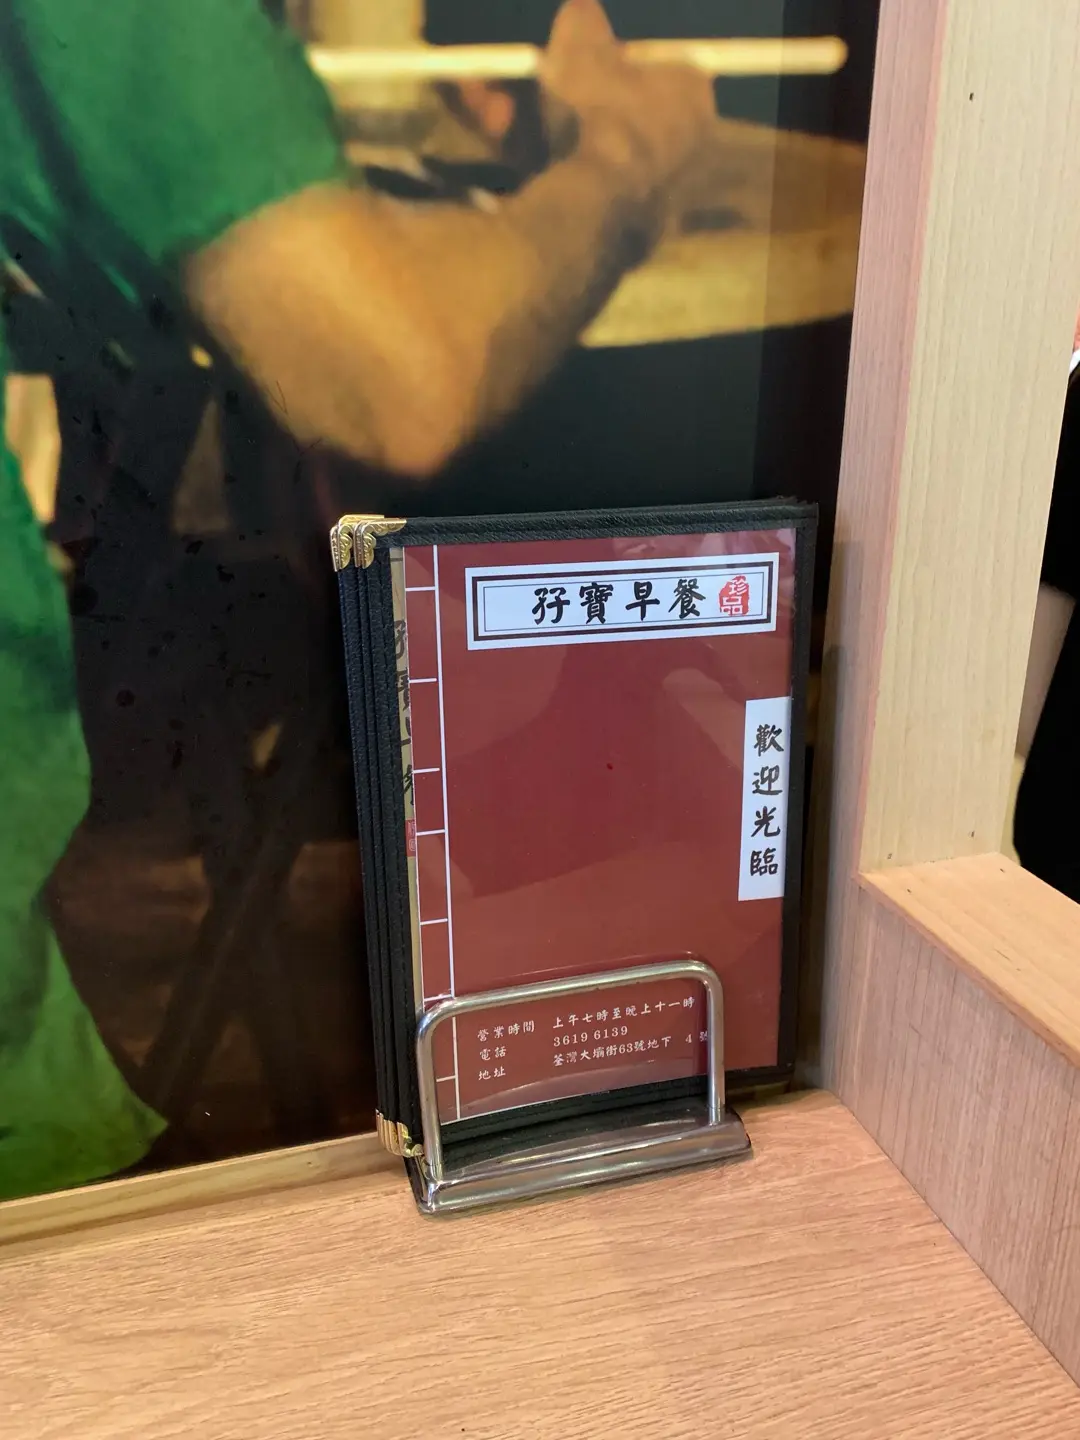 孖寶早餐 珍品
歡迎光臨
營業時間 上午七時至晚上十一時
電話 3619 6139
地址 荃灣大壩街63號地下 4號